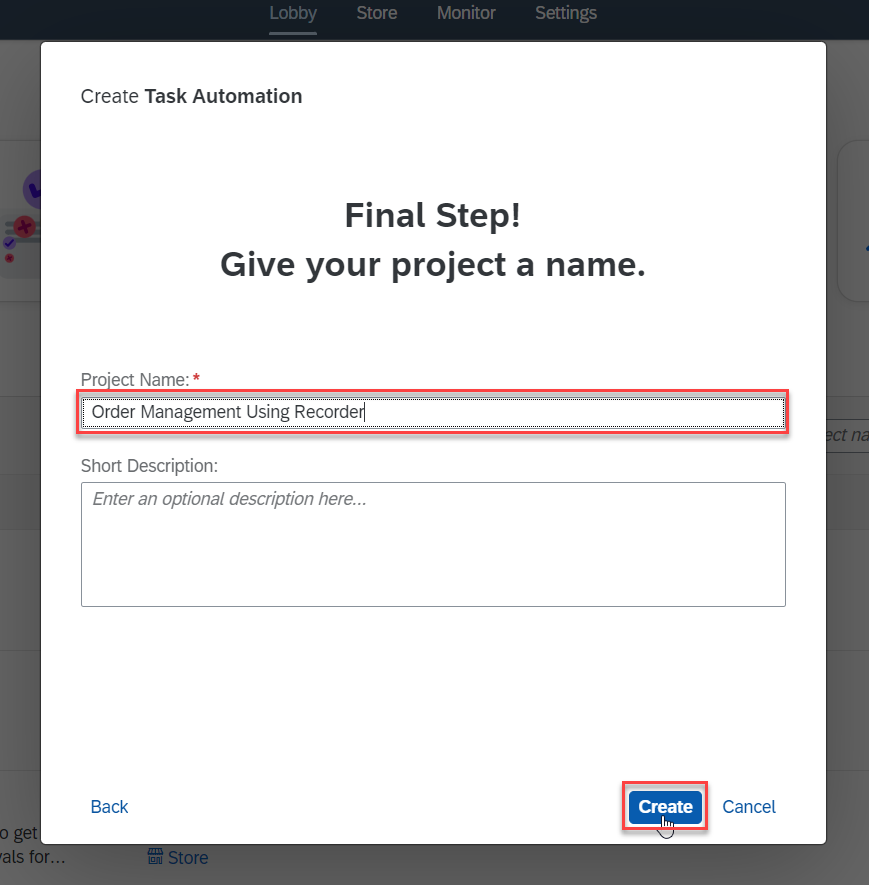 Lobby Store Monitor Settings
Create Task Automation
Final Step!
Give your project a name.
Project Name: *
Order Management Using Recorder
ect na
Short Description:
Enter an optional description here...
Back Create Cancel
o get
vals for...
Store